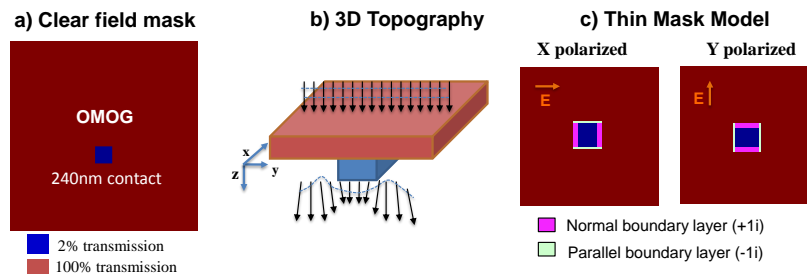 a) Clear field mask
OMOG
240nm contact
2% transmission
100% transmission
b) 3D Topography
x
y
z
c) Thin Mask Model
X polarized
Y polarized
E
E
Normal boundary layer (+1i)
Parallel boundary layer (-1i)